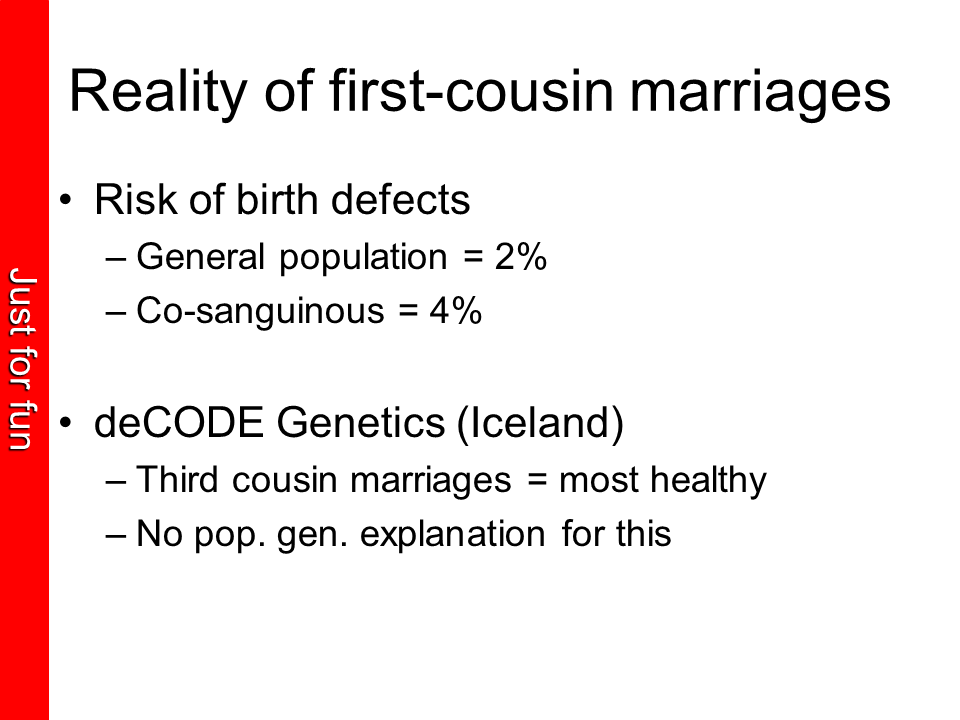 Reality of first-cousin marriages
• Risk of birth defects
– General population = 2%
– Co-sanguinous = 4%
• deCODE Genetics (Iceland)
– Third cousin marriages = most healthy
– No pop. gen. explanation for this
Just for fun